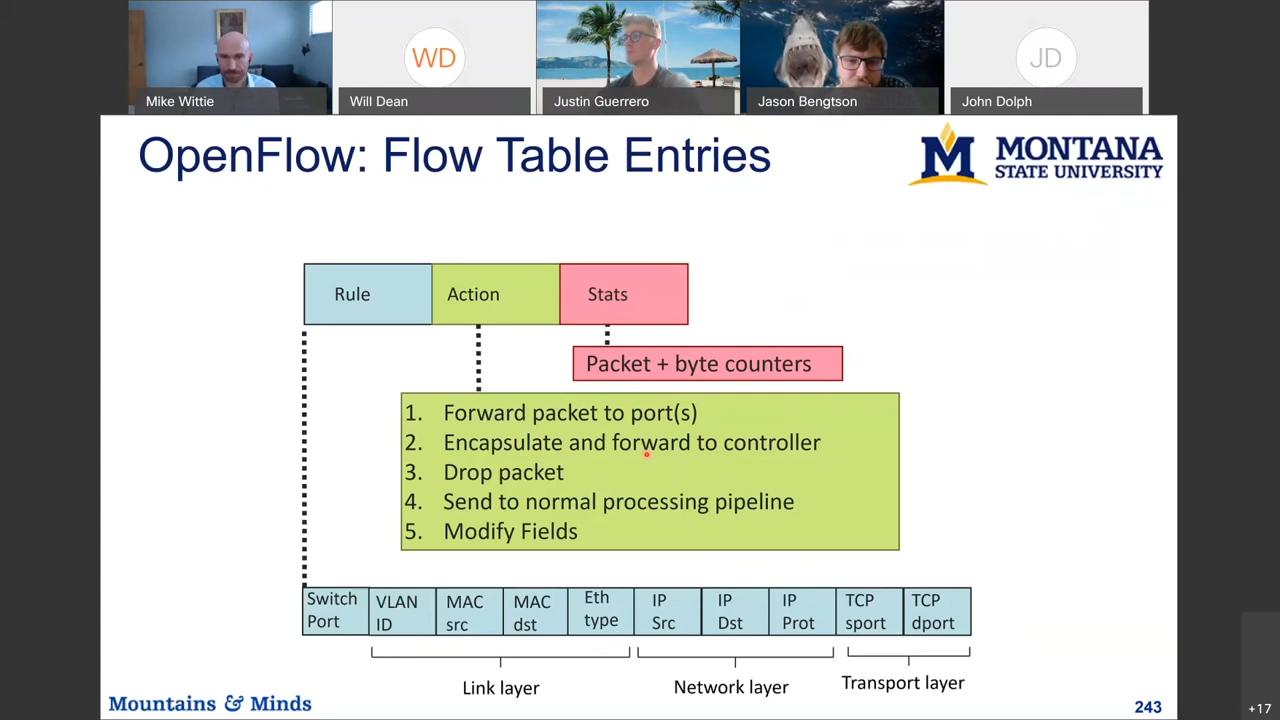 WD
JD
Mike Wittie
Will Dean
Justin Guerrero
Jason Bengtson
John Dolph
OpenFlow: Flow Table Entries
M MONTANA
STATE UNIVERSITY
Rule
Action
Stats
Packet + byte counters
1. Forward packet to port(s)
2. Encapsulate and forward to controller
3. Drop packet
4. Send to normal processing pipeline
5. Modify Fields
Switch
Port
VLAN
ID
MAC
src
MAC
dst
Eth
type
IP
Src
IP
Dst
IP
Prot
TCP
sport
TCP
dport
Link layer
Network layer
Transport layer
Mountains & Minds
243
+17